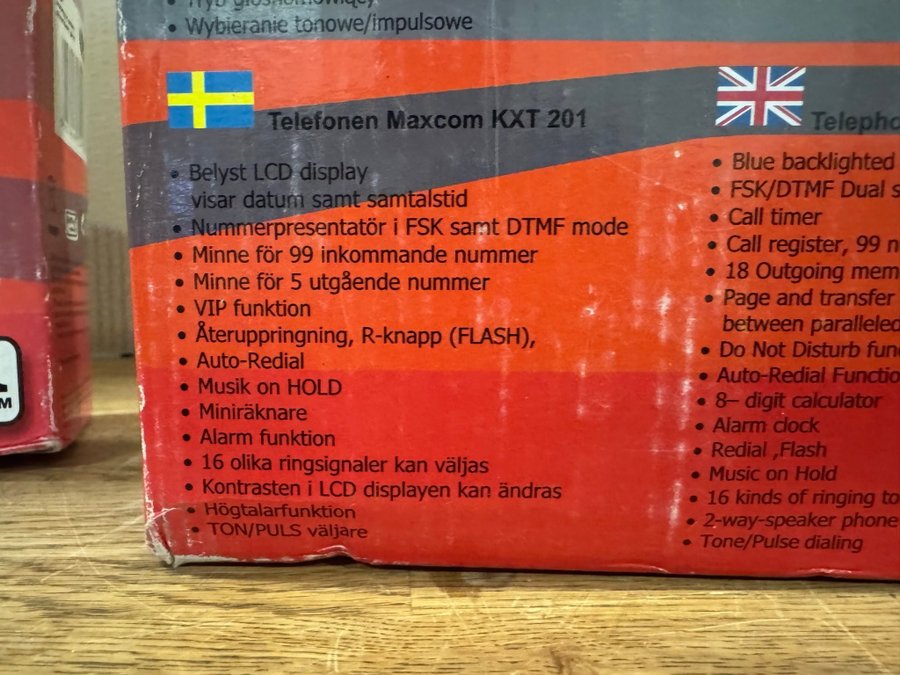 • Wybieranie tonowe/impulsowe
Telefonen Maxcom KXT 201
• Belyst LCD display
visar datum samt samtalstid
• Nummerpresentatör i FSK samt DTMF mode
• Minne för 99 inkommande nummer
• Minne för 5 utgående nummer
• VIP funktion
• Återuppringning, R-knapp (FLASH),
• Auto-Redial
• Musik on HOLD
• Miniräknare
• Alarm funktion
• 16 olika ringsignaler kan väljas
• Kontrasten i LCD displayen kan ändras
• Högtalarfunktion
• TON/PULS väljare
• Blue backlighted
• FSK/DTMF Dual
• Call timer
• Call register, 99
• 18 Outgoing
• Page and transfer
between paralleled
• Do Not Disturb
• Auto-Redial
• 8– digit calculator
• Alarm clock
• Redial ,Flash
• Music on Hold
• 16 kinds of ringing
• 2-way-speaker phone
• Tone/Pulse dialing